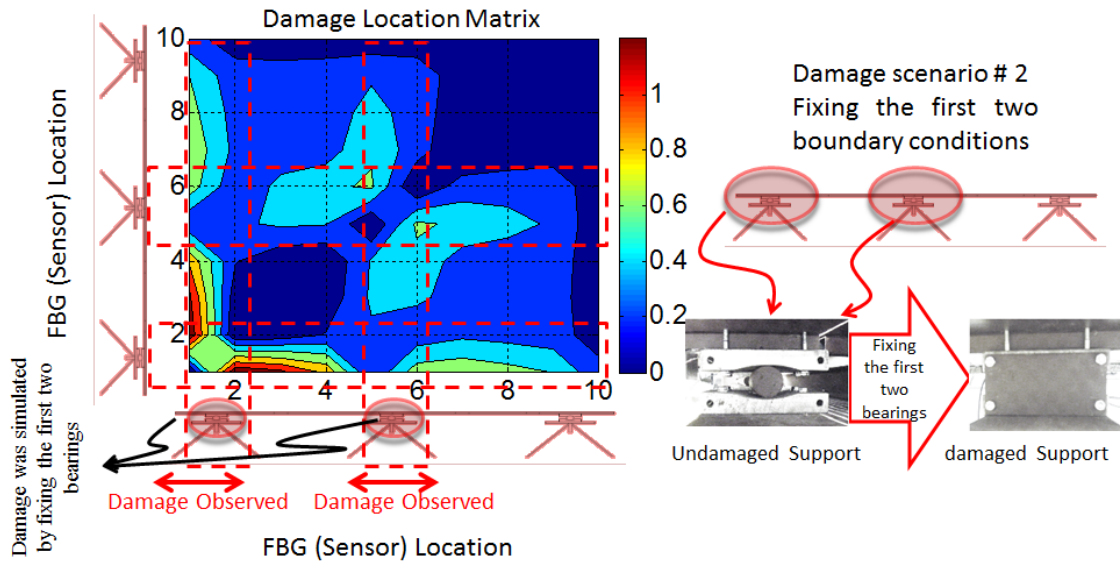 Damage Location Matrix
FBG (Sensor) Location
10
8
6
4
2
2
4
6
8
10
1
0.8
0.6
0.4
0.2
0
Damage was simulated
by fixing the first two
bearings
Damage Observed
Damage Observed
FBG (Sensor) Location
Damage scenario # 2
Fixing the first two
boundary conditions
Fixing
the first
two
bearings
Undamaged Support
damaged Support